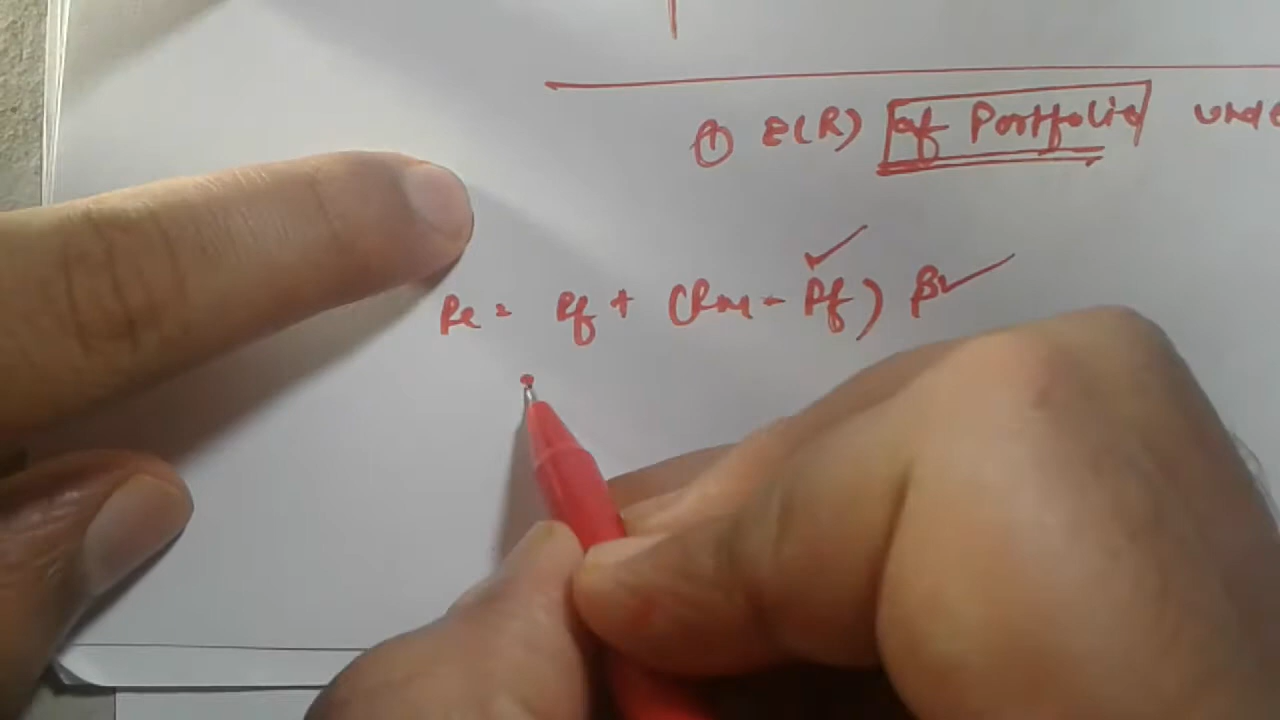 ① E(R) of Portfolio unde
Re = Rf + (Rm - Rf) β